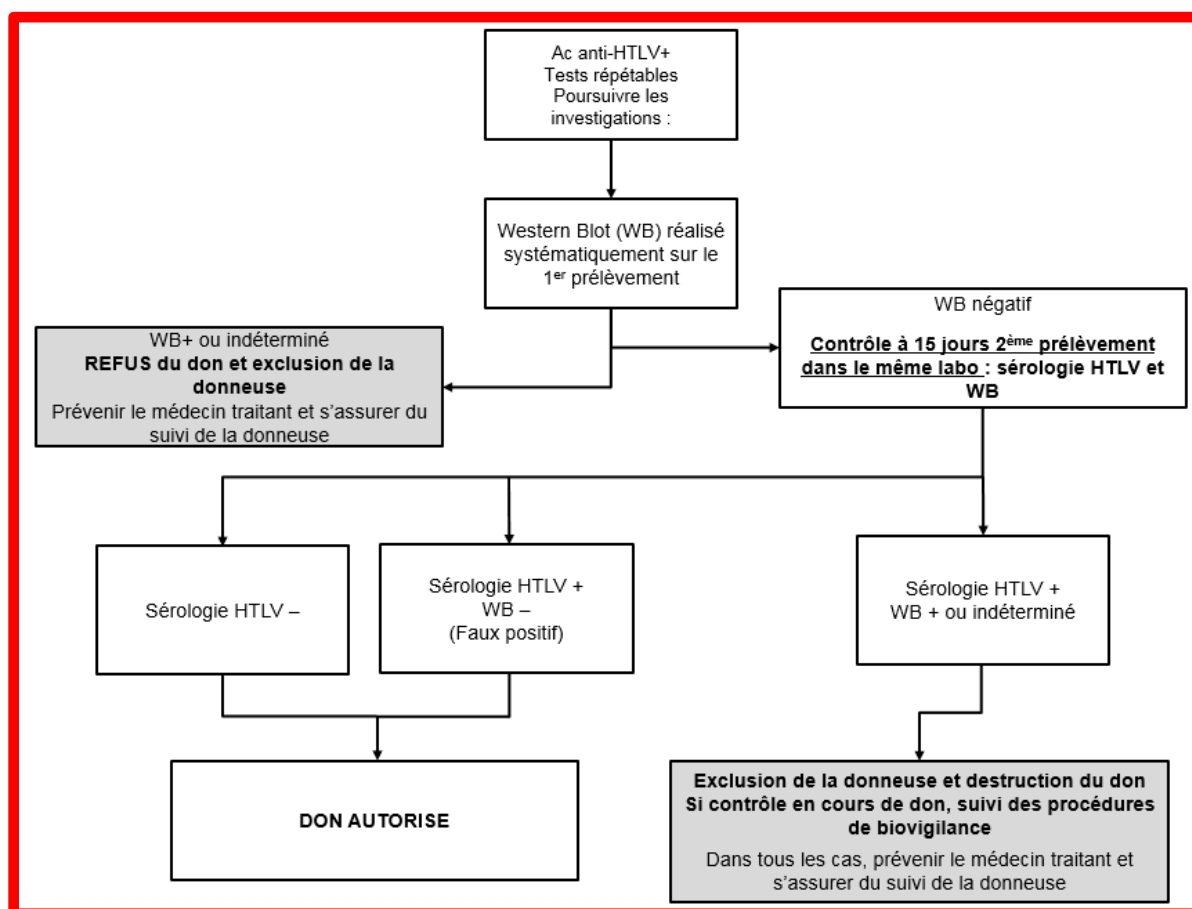 Ac anti-HTLV+
Tests répétables
Poursuivre les
investigations :
Western Blot (WB) réalisé
systématiquement sur le
1er prélèvement
WB négatif
Contrôle à 15 jours 2ème prélèvement
dans le même labo : sérologie HTLV et
WB
WB+ ou indéterminé
REFUS du don et exclusion de la
donneuse
Prévenir le médecin traitant et s’assurer du
suivi de la donneuse
Sérologie HTLV –
Sérologie HTLV +
WB –
(Faux positif)
Sérologie HTLV +
WB + ou indéterminé
DON AUTORISE
Exclusion de la donneuse et destruction du don
Si contrôle en cours de don, suivi des procédures
de biovigilance
Dans tous les cas, prévenir le médecin traitant et
s’assurer du suivi de la donneuse